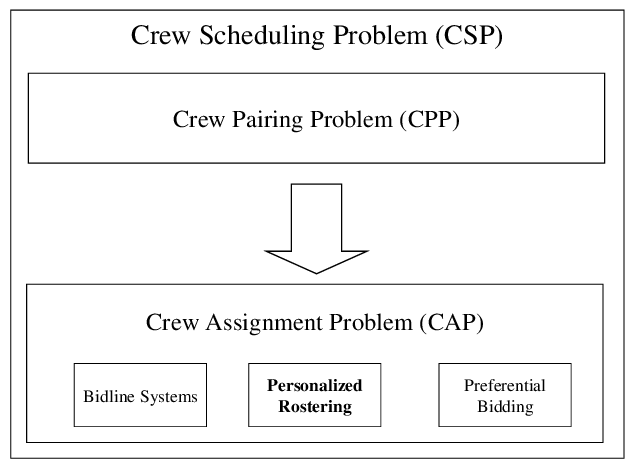 Crew Scheduling Problem (CSP)
Crew Pairing Problem (CPP)
Crew Assignment Problem (CAP)
Bidline Systems
Personalized
Rostering
Preferential
Bidding